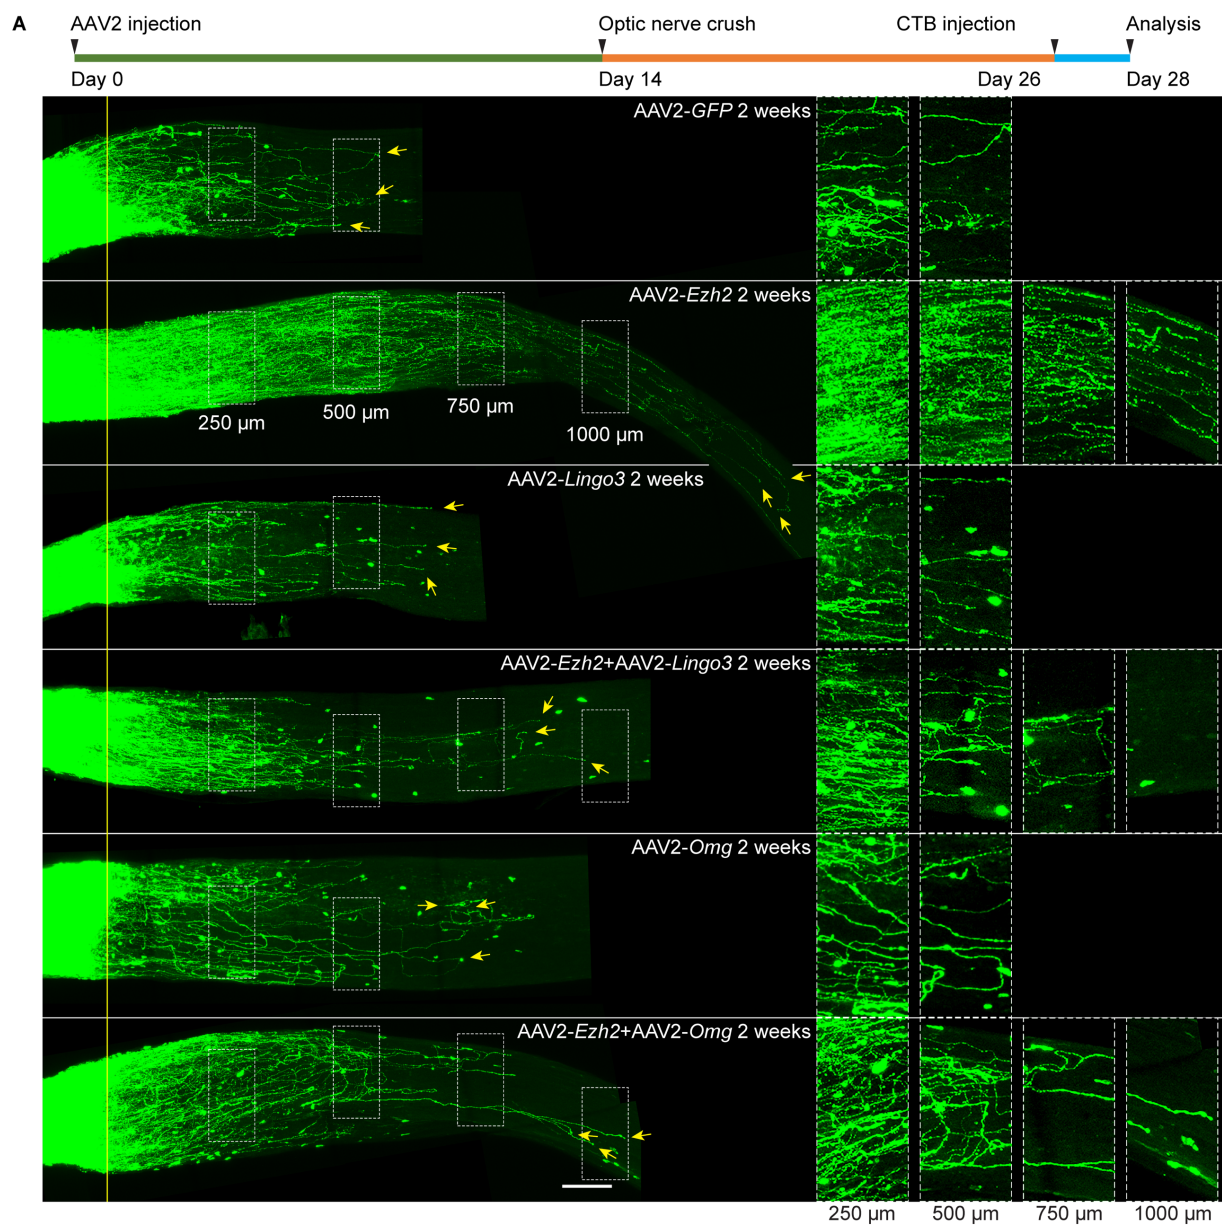 A
AAV2 injection
Optic nerve crush
CTB injection
Analysis
Day 0
Day 14
Day 26
Day 28
AAV2-GFP 2 weeks
AAV2-Ezh2 2 weeks
250 µm
500 µm
750 µm
1000 µm
AAV2-Lingo3 2 weeks
AAV2-Ezh2+AAV2-Lingo3 2 weeks
AAV2-Omg 2 weeks
AAV2-Ezh2+AAV2-Omg 2 weeks
250 µm
500 µm
750 µm
1000 µm